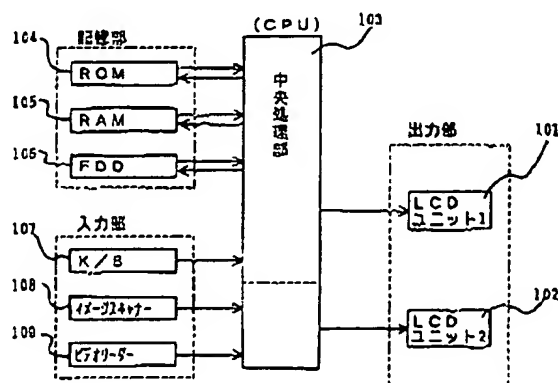 (CPU)
103
記憶部
104
ROM
105
RAM
106
FDD
中央処理部
出力部
101
LCD
ユニット1
入力部
107
K/B
108
イメージスキャナー
109
ビデオリーダー
102
LCD
ユニット2